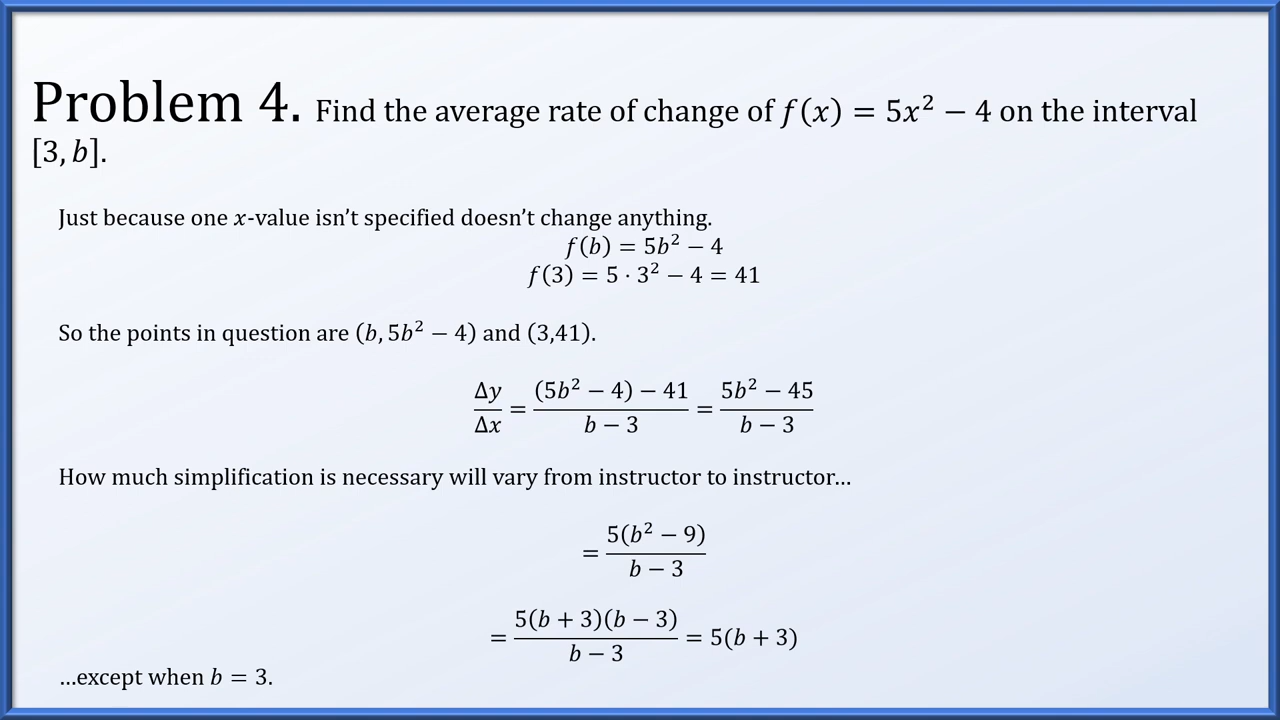 Problem 4. Find the average rate of change of f(x) = 5x² − 4 on the interval
[3, b].
Just because one x-value isn’t specified doesn’t change anything.
f(b) = 5b² − 4
f(3) = 5 · 3² − 4 = 41
So the points in question are (b, 5b² − 4) and (3,41).
Δy/Δx = ((5b² − 4) − 41)/(b − 3) = (5b² − 45)/(b − 3)
How much simplification is necessary will vary from instructor to instructor…
= 5(b² − 9)/(b − 3)
= 5(b + 3)(b − 3)/(b − 3) = 5(b + 3)
…except when b = 3.